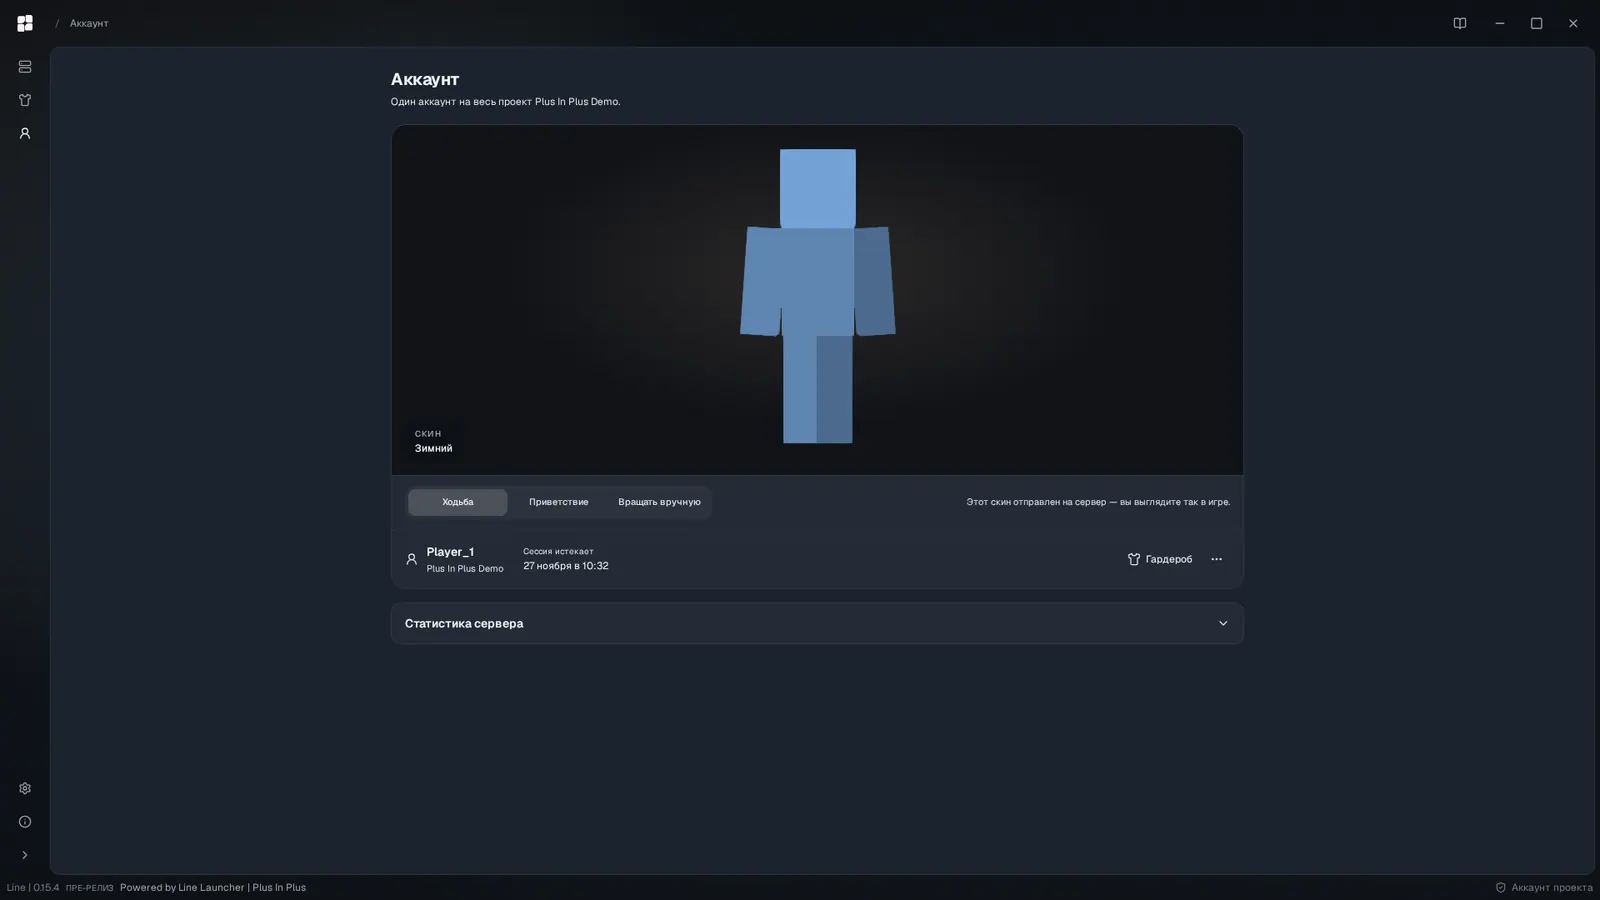 / Аккаунт
Аккаунт
Один аккаунт на весь проект Plus In Plus Demo.
СКИН
Зимний
Ходьба
Приветствие
Вращать вручную
Этот скин отправлен на сервер — вы выглядите так в игре.
Player_1
Plus In Plus Demo
Сессия истекает
27 ноября в 10:32
Гардероб
Статистика сервера
Line | 0.15.4 ПРЕ-РЕЛИЗ Powered by Line Launcher | Plus In Plus
Аккаунт проекта